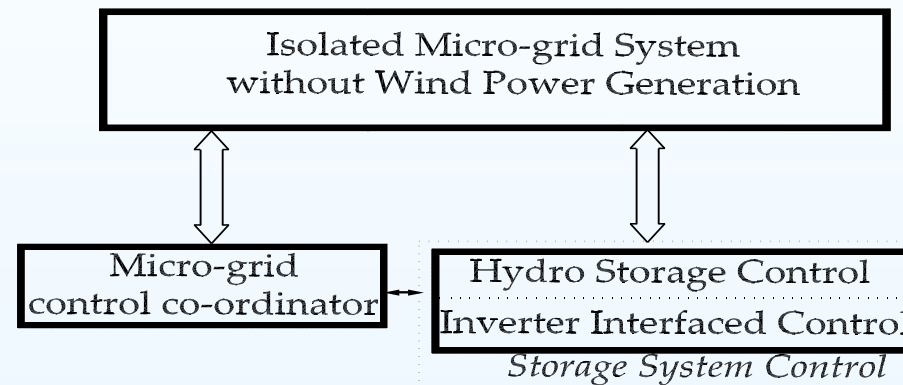 Isolated Micro-grid System
without Wind Power Generation
Micro-grid
control co-ordinator
Hydro Storage Control
Inverter Interfaced Control
Storage System Control